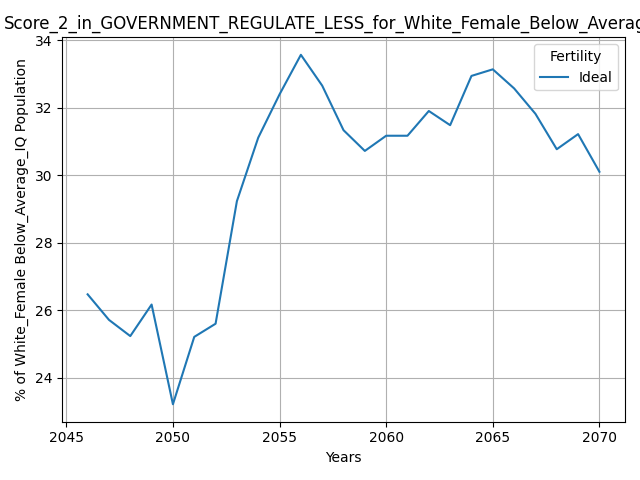 Score_2_in_GOVERNMENT_REGULATE_LESS_for_White_Female_Below_Averag
34
32
30
28
26
24
% of White_Female Below_Average_IQ Population
Fertility
Ideal
2045 2050 2055 2060 2065 2070
Years